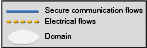 Secure communication flows
Electrical flows
Domain